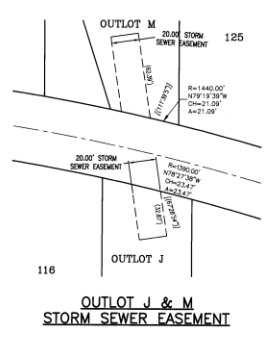 OUTLOT M
20.00' STORM
SEWER EASEMENT
125
R=1440.00'
N79°19'39"W
CH=21.09'
A=21.09'
20.00' STORM
SEWER EASEMENT
R=1390.00'
N78°27'38"W
CH=23.47'
A=23.47'
OUTLOT J
116
OUTLOT J & M
STORM SEWER EASEMENT